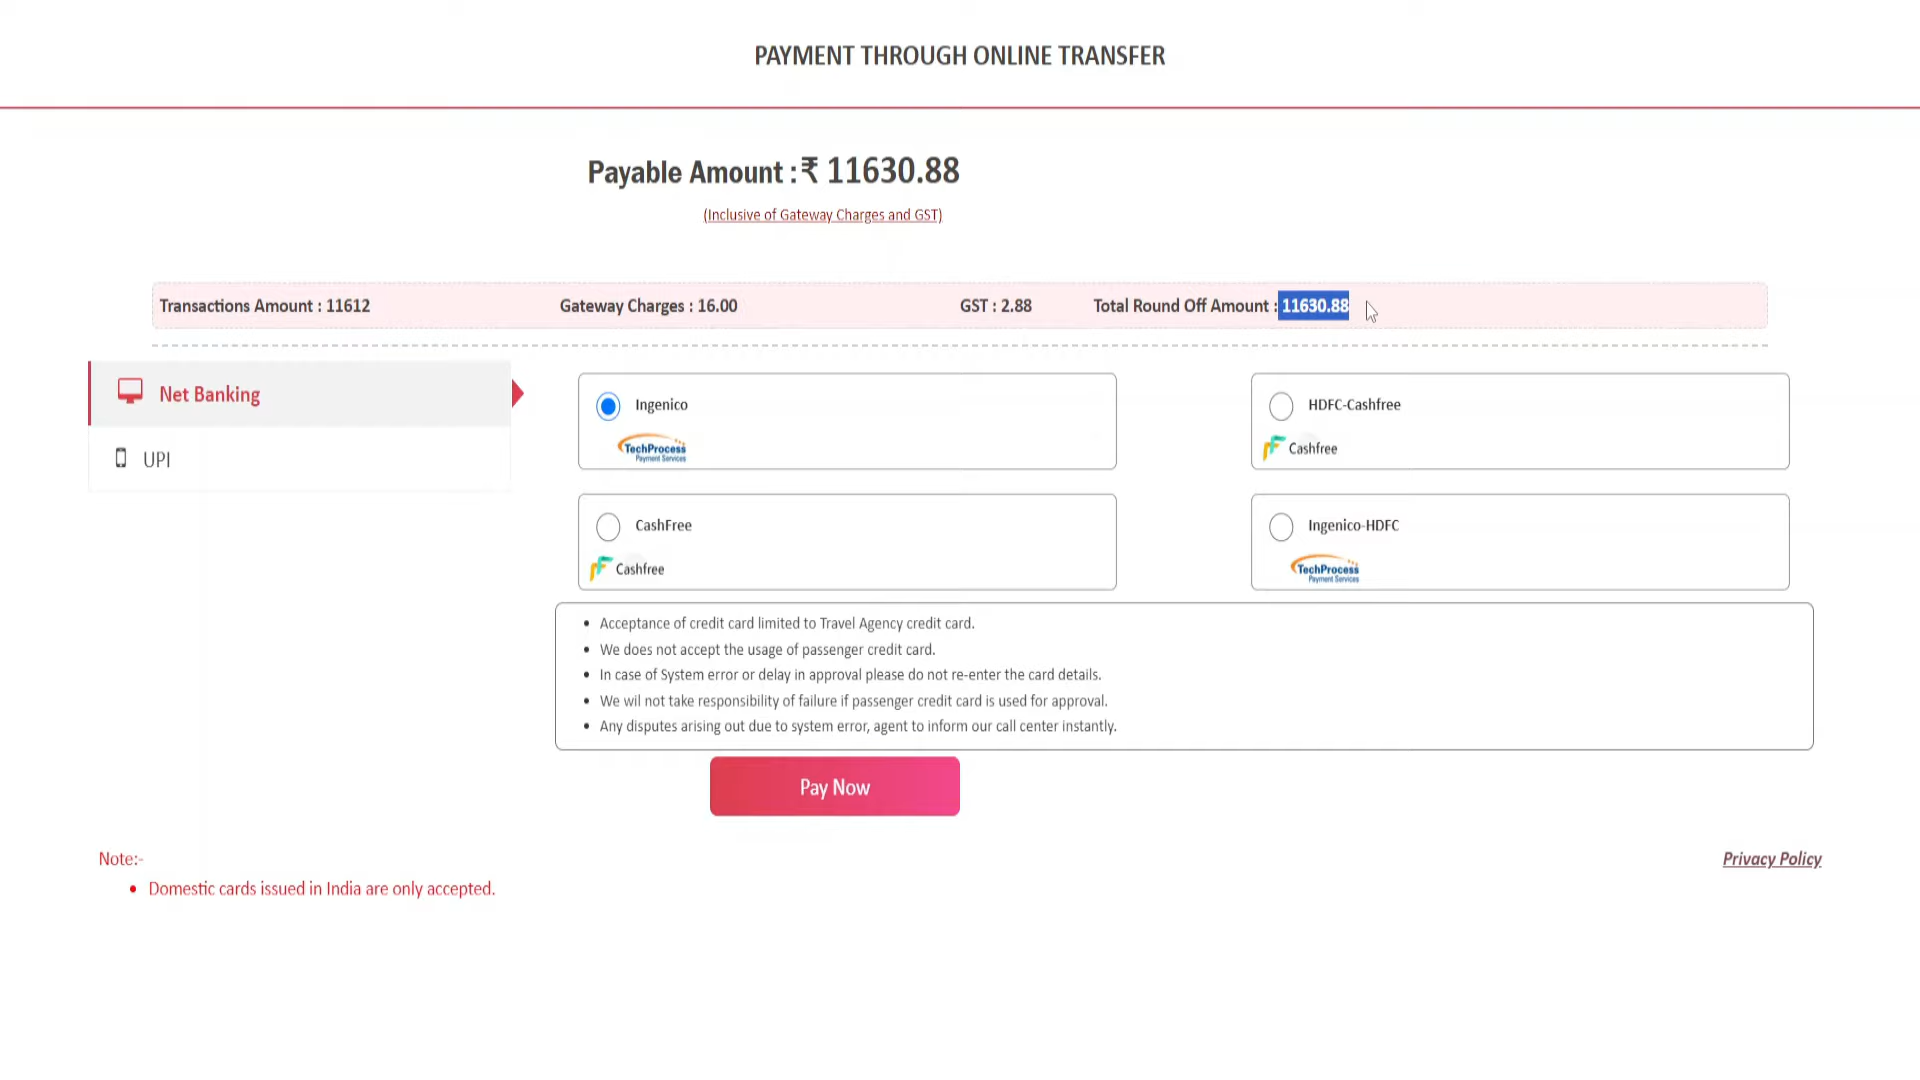 PAYMENT THROUGH ONLINE TRANSFER
Payable Amount :₹ 11630.88
(Inclusive of Gateway Charges and GST)
Transactions Amount : 11612 Gateway Charges : 16.00 GST : 2.88 Total Round Off Amount : 11630.88
Net Banking
UPI
Ingenico
TechProcess
Payment Services
HDFC-Cashfree
Cashfree
CashFree
Cashfree
Ingenico-HDFC
TechProcess
Payment Services
• Acceptance of credit card limited to Travel Agency credit card.
• We does not accept the usage of passenger credit card.
• In case of System error or delay in approval please do not re-enter the card details.
• We wil not take responsibility of failure if passenger credit card is used for approval.
• Any disputes arising out due to system error, agent to inform our call center instantly.
Pay Now
Note:-
Privacy Policy
• Domestic cards issued in India are only accepted.